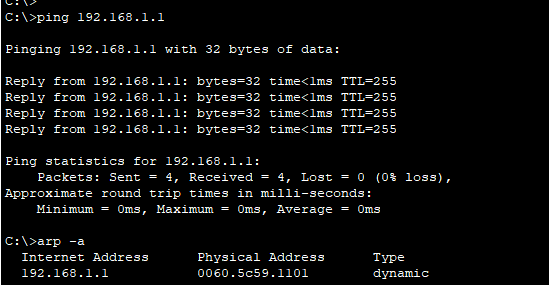 C:\>
C:\>ping 192.168.1.1
Pinging 192.168.1.1 with 32 bytes of data:
Reply from 192.168.1.1: bytes=32 time<1ms TTL=255
Reply from 192.168.1.1: bytes=32 time<1ms TTL=255
Reply from 192.168.1.1: bytes=32 time<1ms TTL=255
Reply from 192.168.1.1: bytes=32 time<1ms TTL=255
Ping statistics for 192.168.1.1:
Packets: Sent = 4, Received = 4, Lost = 0 (0% loss),
Approximate round trip times in milli-seconds:
Minimum = 0ms, Maximum = 0ms, Average = 0ms
C:\>arp -a
Internet Address Physical Address Type
192.168.1.1 0060.5c59.1101 dynamic